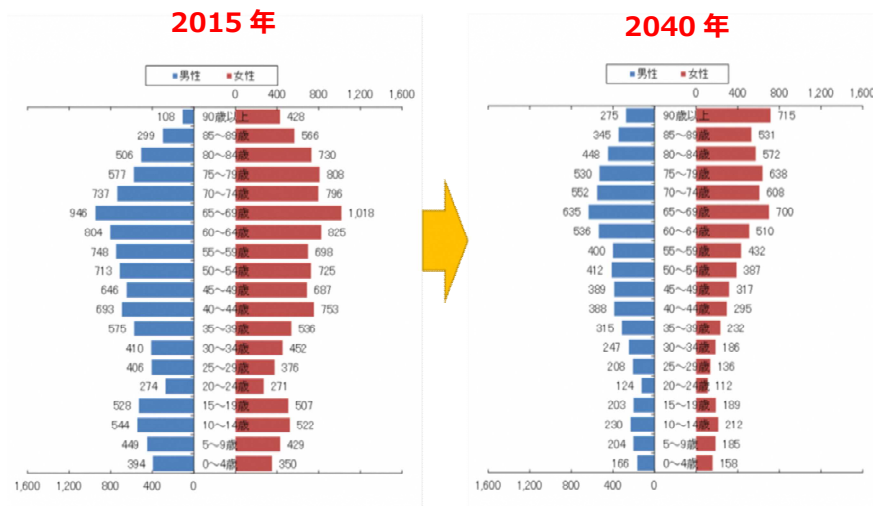 2015 年
■男性 ■女性
0 400 800 1,200 1,600
108 90歳以上 428
299 85～89歳 566
506 80～84歳 730
577 75～79歳 808
737 70～74歳 796
946 65～69歳 1,018
804 60～64歳 825
748 55～59歳 698
713 50～54歳 725
646 45～49歳 687
693 40～44歳 753
575 35～39歳 536
410 30～34歳 452
406 25～29歳 376
274 20～24歳 271
528 15～19歳 507
544 10～14歳 522
449 5～9歳 429
394 0～4歳 350
1,600 1,200 800 400 0
2040 年
■男性 ■女性
0 400 800 1,200 1,600
275 90歳以上 715
345 85～89歳 531
448 80～84歳 572
530 75～79歳 638
552 70～74歳 608
635 65～69歳 700
536 60～64歳 510
400 55～59歳 432
412 50～54歳 387
389 45～49歳 317
388 40～44歳 295
315 35～39歳 232
247 30～34歳 186
208 25～29歳 136
124 20～24歳 112
203 15～19歳 189
230 10～14歳 212
204 5～9歳 185
166 0～4歳 158
1,600 1,200 800 400 0